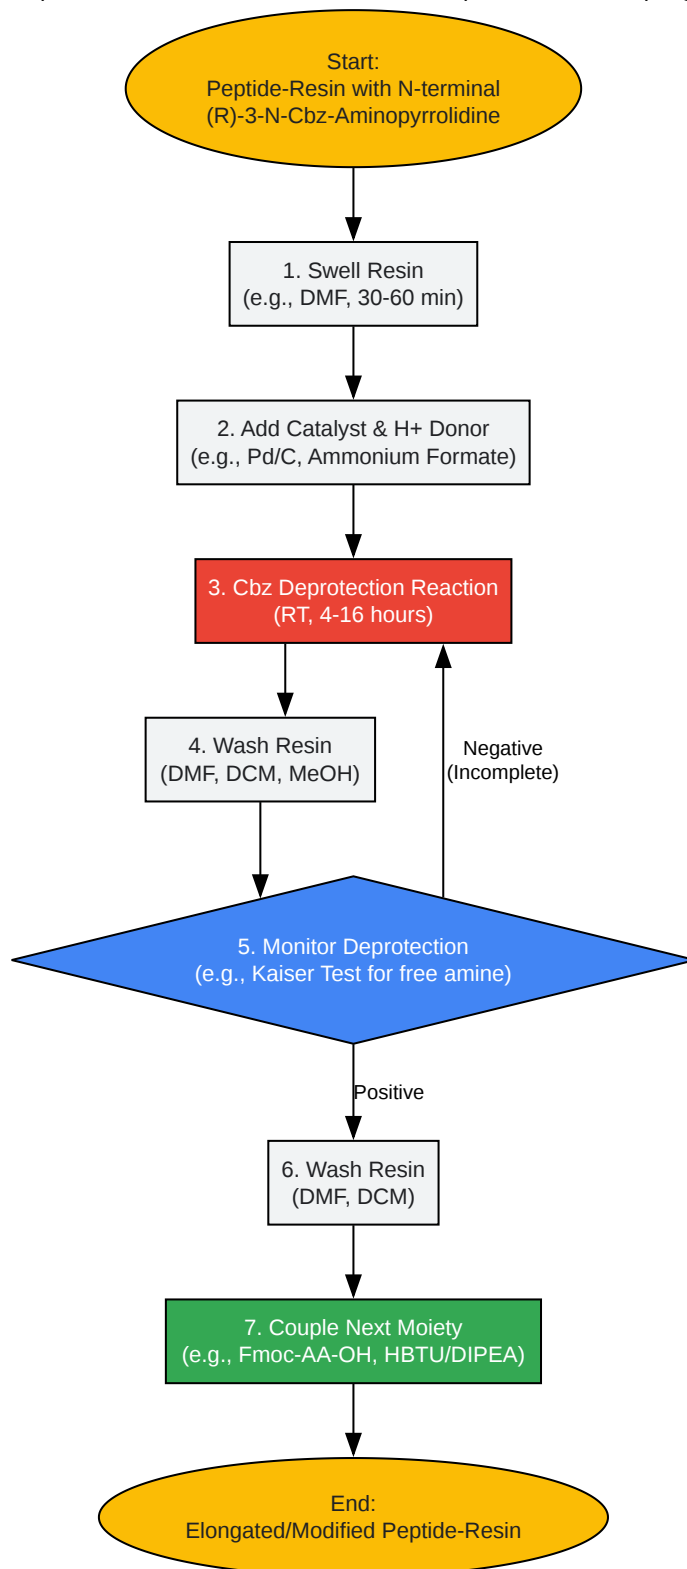 Start:
Peptide-Resin with N-terminal
(R)-3-N-Cbz-Aminopyrrolidine
1. Swell Resin
(e.g., DMF, 30-60 min)
2. Add Catalyst & H+ Donor
(e.g., Pd/C, Ammonium Formate)
3. Cbz Deprotection Reaction
(RT, 4-16 hours)
4. Wash Resin
(DMF, DCM, MeOH)
Negative
(Incomplete)
5. Monitor Deprotection
(e.g., Kaiser Test for free amine)
Positive
6. Wash Resin
(DMF, DCM)
7. Couple Next Moiety
(e.g., Fmoc-AA-OH, HBTU/DIPEA)
End:
Elongated/Modified Peptide-Resin